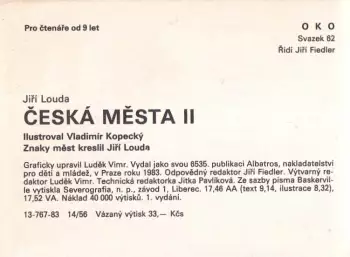 Pro čtenáře od 9 let
O K O
Svazek 62
Řídí Jiří Fiedler
Jiří Louda
ČESKÁ MĚSTA II
Ilustroval Vladimír Kopecký
Znaky měst kreslil Jiří Louda
Graficky upravil Luděk Vimr. Vydal jako svou 6535. publikaci Albatros, nakladatelství
pro děti a mládež, v Praze roku 1983. Odpovědný redaktor Jiří Fiedler. Výtvarný re-
daktor Luděk Vimr. Technická redaktorka Jitka Pavlíková. Ze sazby písma Baskervil-
le vytiskla Severografia, n. p., závod 1, Liberec. 17,46 AA (text 9,14, ilustrace 8,32),
17,52 VA. Náklad 40 000 výtisků. 1. vydání.
13-767-83 14/56 Vázaný výtisk 33,— Kčs